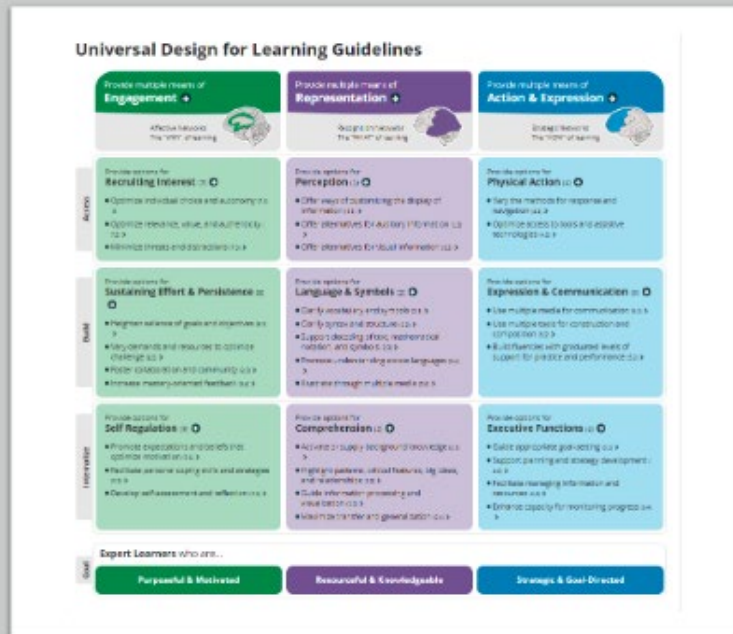 Universal Design for Learning Guidelines
Provide multiple means of
Engagement
Affective Networks
The "WHY" of learning
Provide multiple means of
Representation
Recognition Networks
The "WHAT" of learning
Provide multiple means of
Action & Expression
Strategic Networks
The "HOW" of learning
Access
Provide options for
Recruiting Interest
Optimize individual choice and autonomy
Optimize relevance, value, and authenticity
Minimize threats and distractions
Provide options for
Perception
Offer ways of customizing the display of
information
Offer alternatives for auditory information
Offer alternatives for visual information
Provide options for
Physical Action
Vary the methods for response and
navigation
Optimize access to tools and assistive
technologies
Build
Provide options for
Sustaining Effort & Persistence
Heighten salience of goals and objectives
Vary demands and resources to optimize
challenge
Foster collaboration and community
Increase mastery-oriented feedback
Provide options for
Language & Symbols
Clarify vocabulary and symbols
Clarify syntax and structure
Support decoding of text, mathematical
notation, and symbols
Promote understanding across languages
Illustrate through multiple media
Provide options for
Expression & Communication
Use multiple media for communication
Use multiple tools for construction and
composition
Build fluencies with graduated levels of
support for practice and performance
Internalize
Provide options for
Self Regulation
Promote expectations and beliefs that
optimize motivation
Facilitate personal coping skills and strategies
Develop self-assessment and reflection
Provide options for
Comprehension
Activate or supply background knowledge
Highlight patterns, critical features, big ideas,
and relationships
Guide information processing and
visualization
Maximize transfer and generalization
Provide options for
Executive Functions
Guide appropriate goal-setting
Support planning and strategy development
Facilitate managing information and
resources
Enhance capacity for monitoring progress
Goal
Expert Learners who are...
Purposeful & Motivated
Resourceful & Knowledgeable
Strategic & Goal-Directed